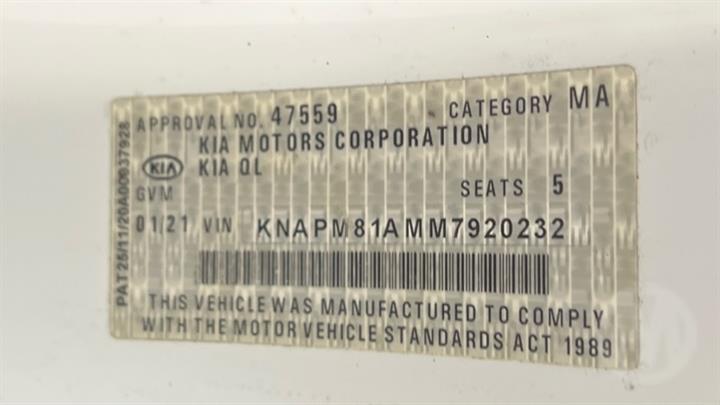 APPROVAL NO. 47559 CATEGORY MA
KIA MOTORS CORPORATION
KIA KIA QL
GVM SEATS 5
01/21 VIN KNAPM81AMM7920232
THIS VEHICLE WAS MANUFACTURED TO COMPLY
WITH THE MOTOR VEHICLE STANDARDS ACT 1989
PAT25/11/20A00037928